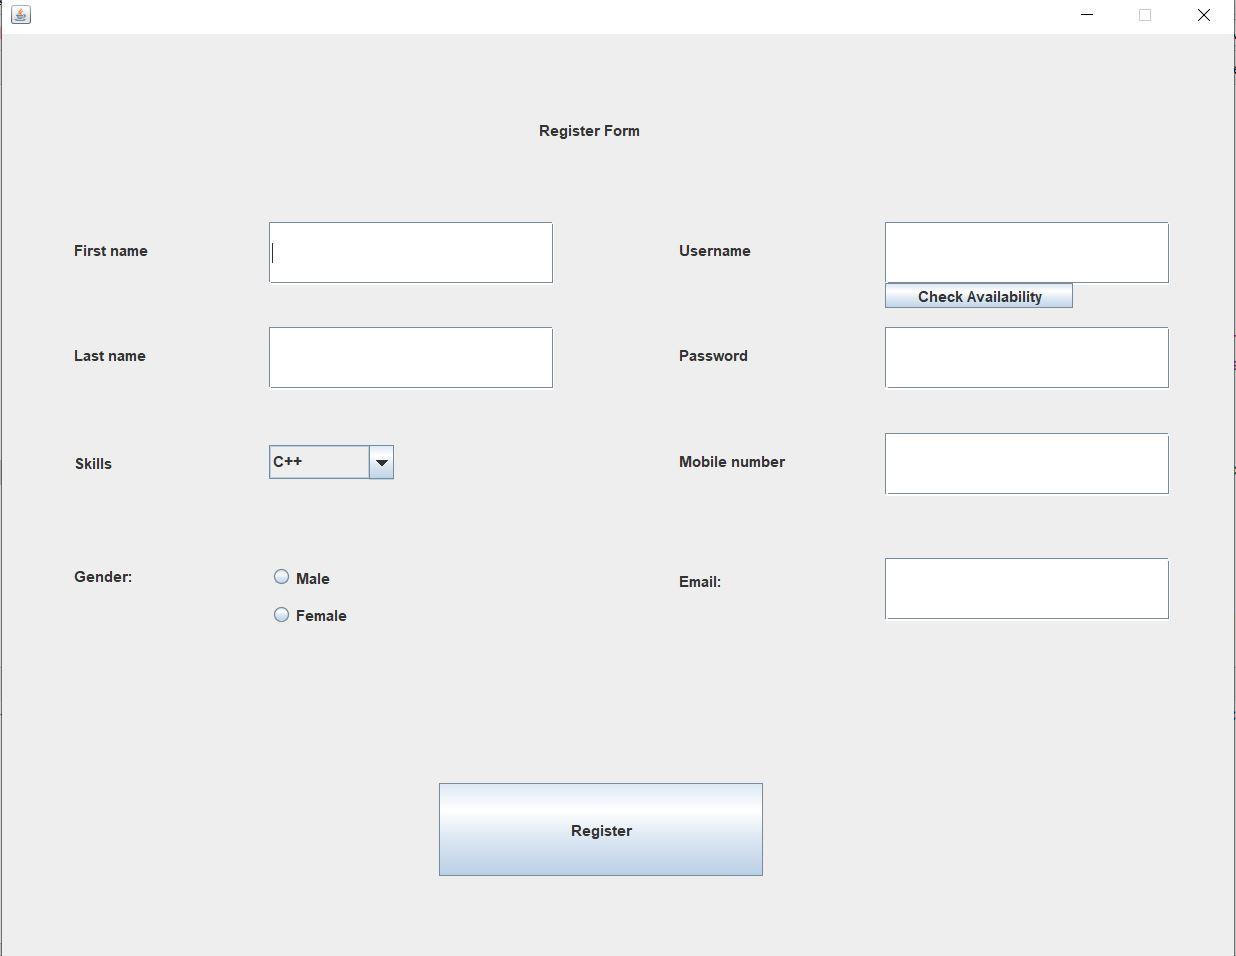 Register Form
First name
Username
Check Availability
Last name
Password
Skills
C++
Mobile number
Gender:
Male
Email:
Female
Register